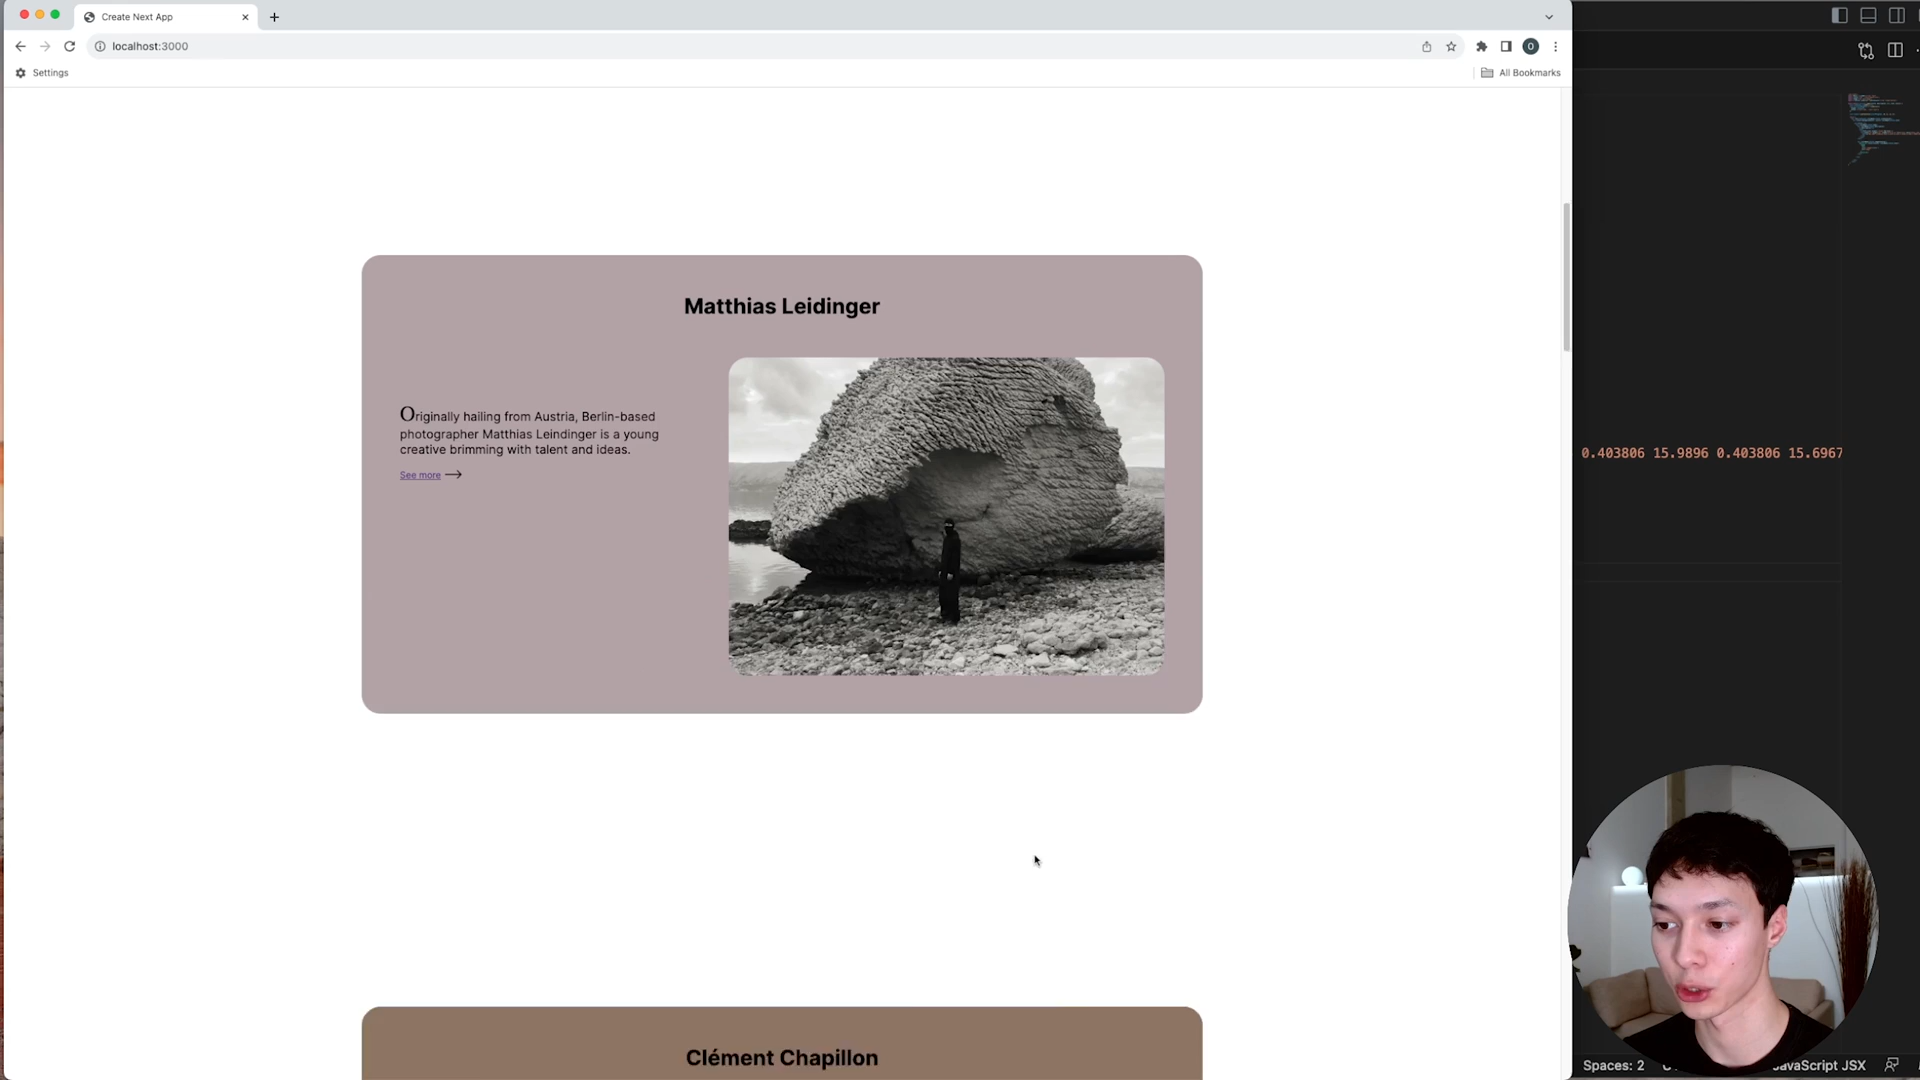 Create Next App
localhost:3000
O
Settings
All Bookmarks
Matthias Leidinger
Originally hailing from Austria, Berlin-based
photographer Matthias Leindinger is a young
creative brimming with talent and ideas.
See more
0.403806 15.9896 0.403806 15.6967
Clément Chapillon
Spaces: 2
JavaScript JSX